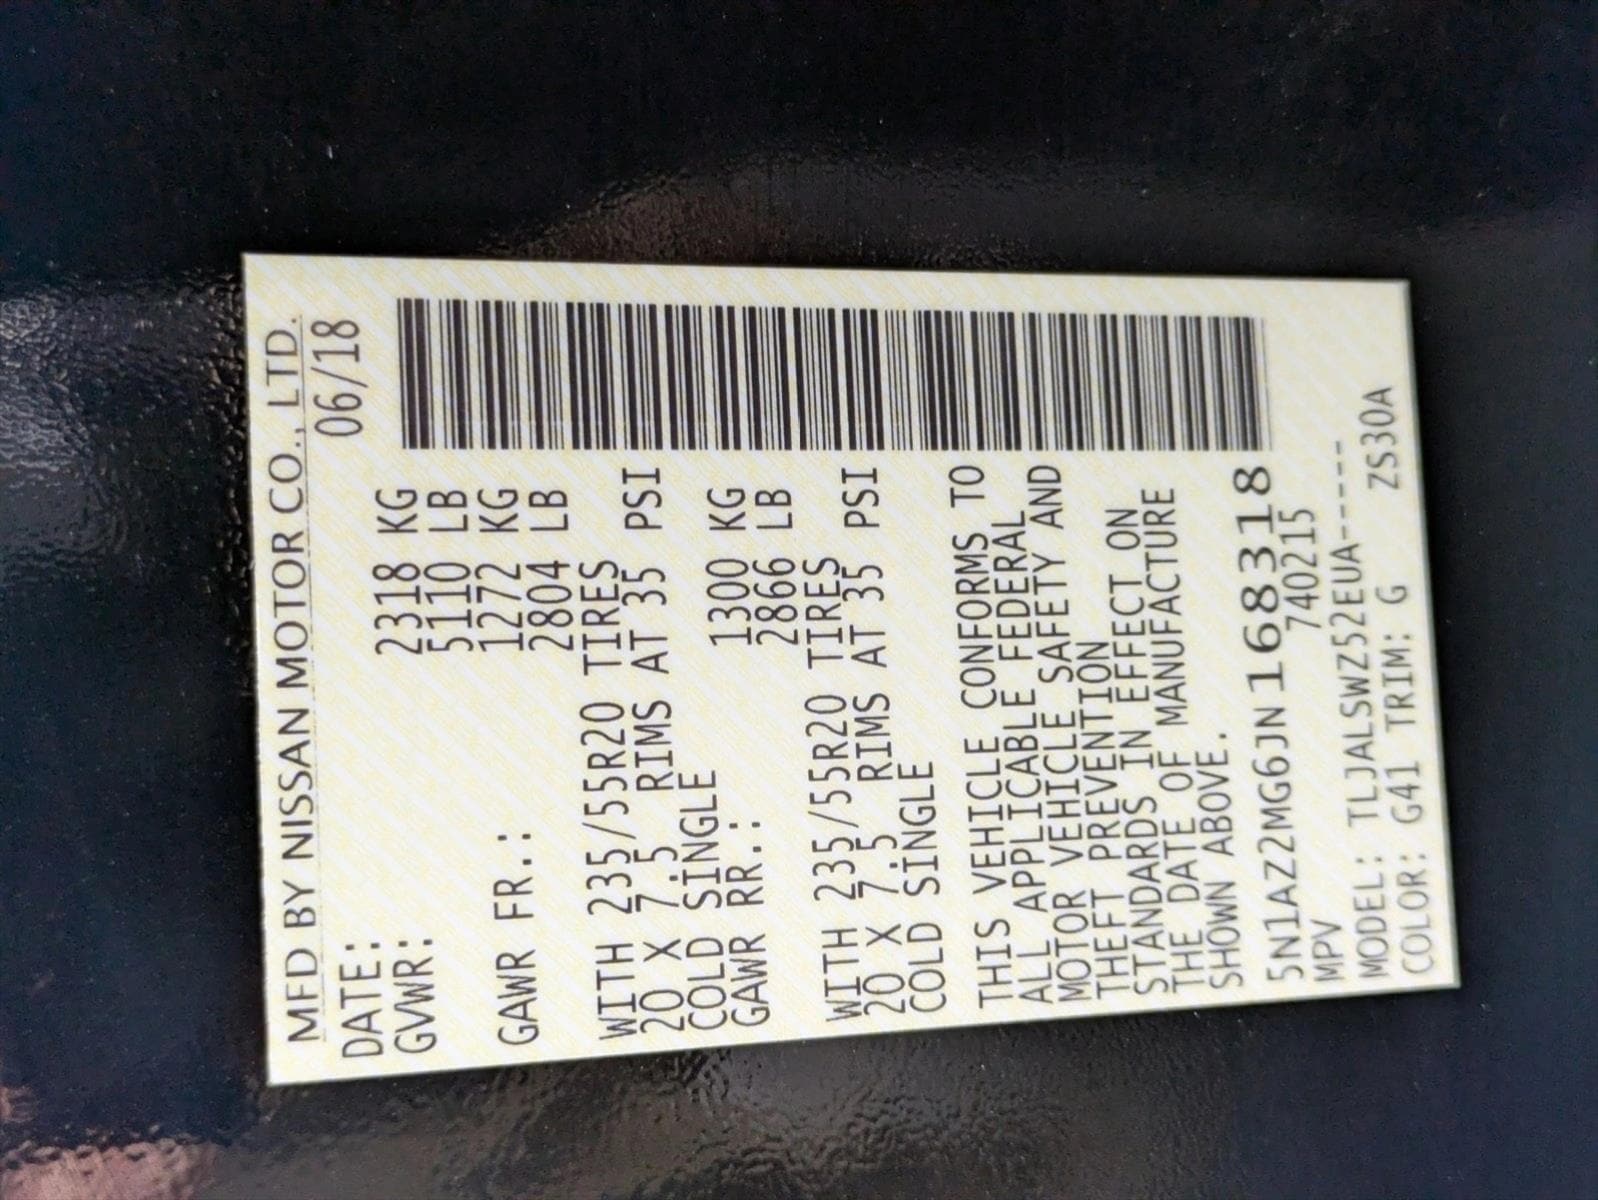 MFD BY NISSAN MOTOR CO., LTD.
DATE: 06/18
GVWR: 2318 KG
5110 LB
GAWR FR.: 1272 KG
2804 LB
WITH 235/55R20 TIRES
20 X 7.5 RIMS AT 35 PSI
COLD SINGLE
GAWR RR.: 1300 KG
2866 LB
WITH 235/55R20 TIRES
20 X 7.5 RIMS AT 35 PSI
COLD SINGLE
THIS VEHICLE CONFORMS TO
ALL APPLICABLE FEDERAL
MOTOR VEHICLE SAFETY AND
THEFT PREVENTION
STANDARDS IN EFFECT ON
THE DATE OF MANUFACTURE
SHOWN ABOVE.
5N1AZ2MG6JN168318
MPV 740215
MODEL: TLJALSWZ52EUA-----
COLOR: G41 TRIM: G ZS30A